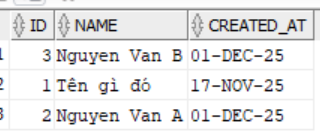 ID NAME CREATED_AT
1 3 Nguyen Van B 01-DEC-25
2 1 Tên gì đó 17-NOV-25
3 2 Nguyen Van A 01-DEC-25